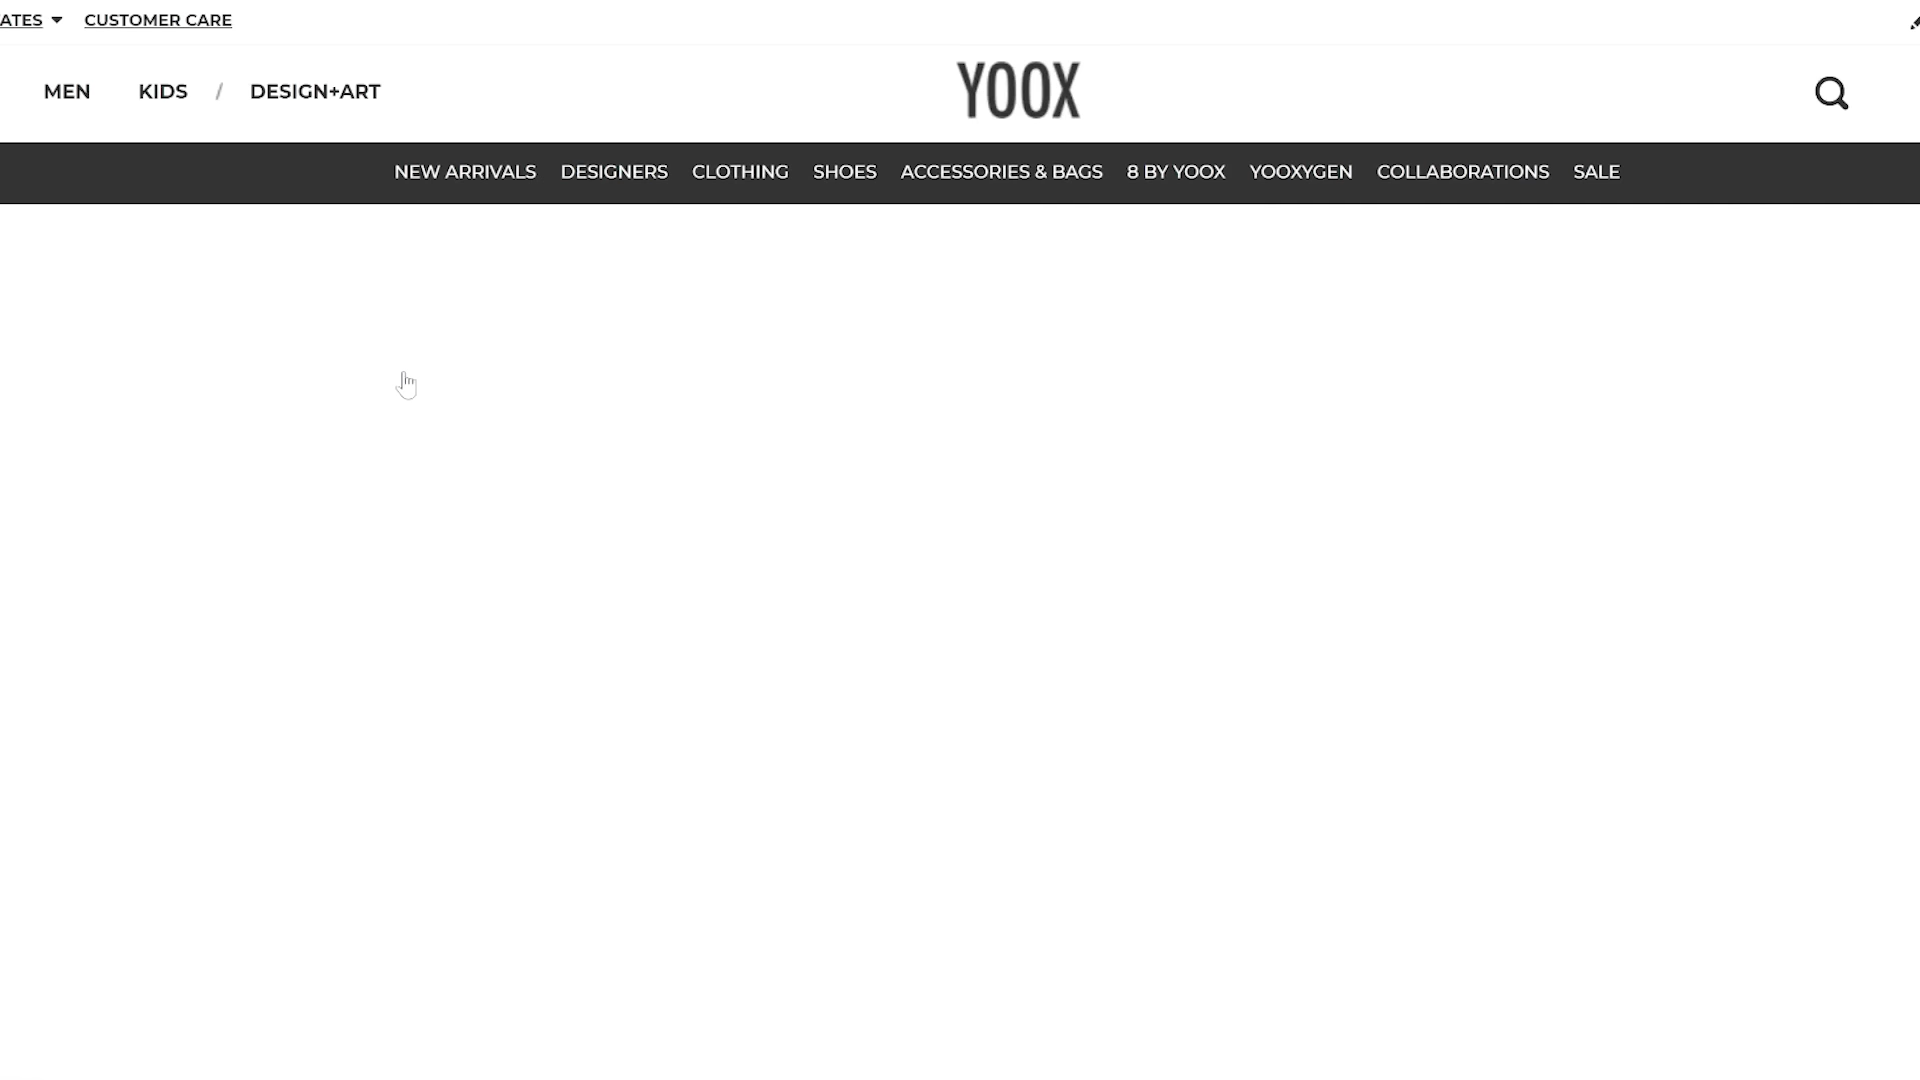 ATES CUSTOMER CARE
MEN KIDS / DESIGN+ART YOOX
NEW ARRIVALS DESIGNERS CLOTHING SHOES ACCESSORIES & BAGS 8 BY YOOX YOOXYGEN COLLABORATIONS SALE